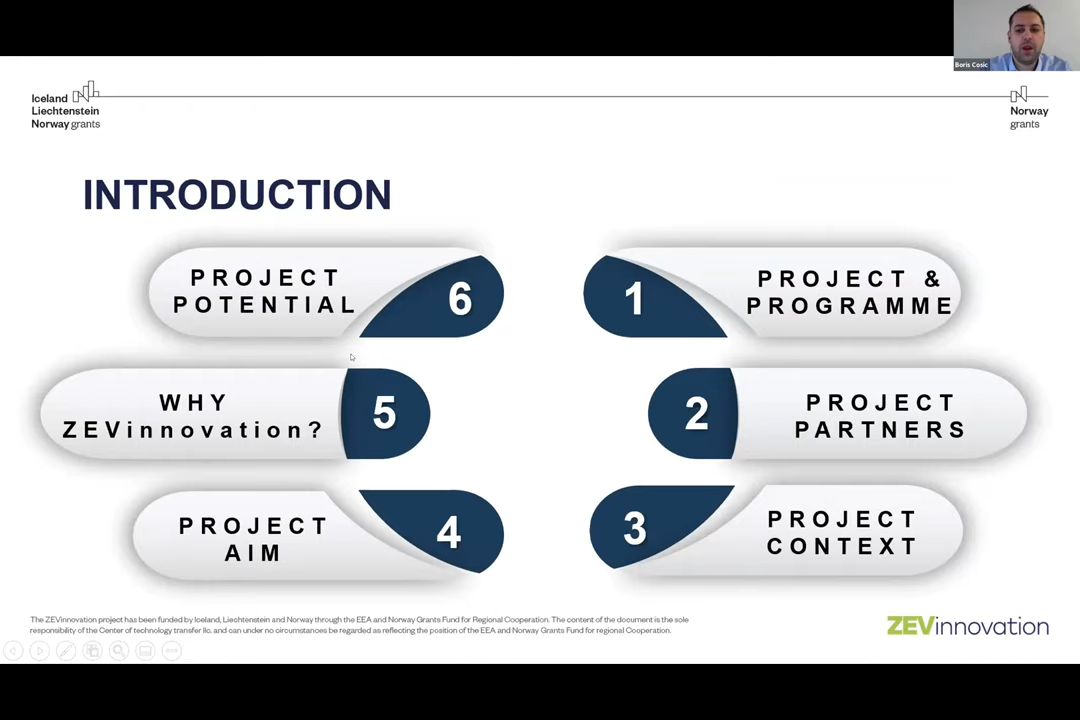 Boris Cosic
Iceland
Liechtenstein
Norway grants
Norway
grants
INTRODUCTION
PROJECT
POTENTIAL
6
1
PROJECT &
PROGRAMME
WHY
ZEVinnovation?
5
2
PROJECT
PARTNERS
PROJECT
AIM
4
3
PROJECT
CONTEXT
The ZEVinnovation project has been funded by Iceland, Liechtenstein and Norway through the EEA and Norway Grants Fund for Regional Cooperation. The content of the document is the sole
responsibility of the Center of technology transfer llc. and can under no circumstances be regarded as reflecting the position of the EEA and Norway Grants Fund for regional Cooperation.
ZEVinnovation